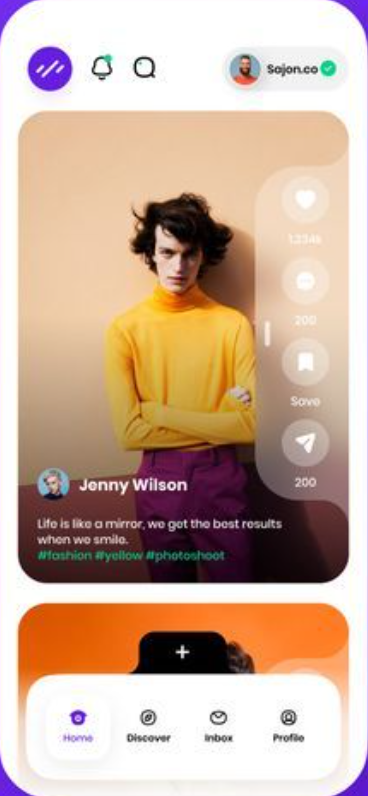 Sajon.co
1.234k
200
Save
200
Jenny Wilson
Life is like a mirror, we get the best results
when we smile.
#fashion #yellow #photoshoot
+
Home Discover Inbox Profile